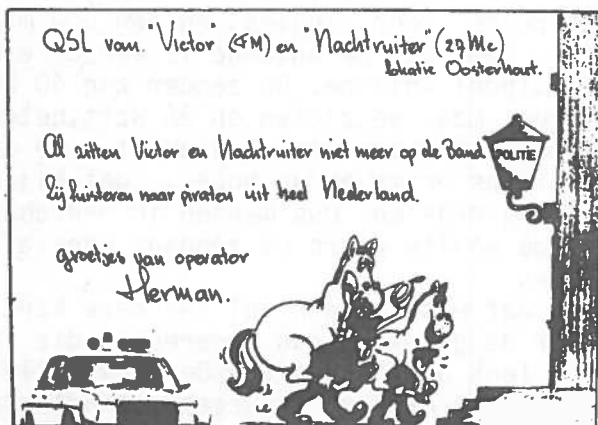 QSL van. "Victor" (FM) en "Nachtruiter" (27Mc)
lokatie Oosterhout.
Al zitten Victor en Nachtruiter niet meer op de Band
POLITIE
Zij luisteren naar piraten uit heel Nederland.
groetjes van operator
Herman.